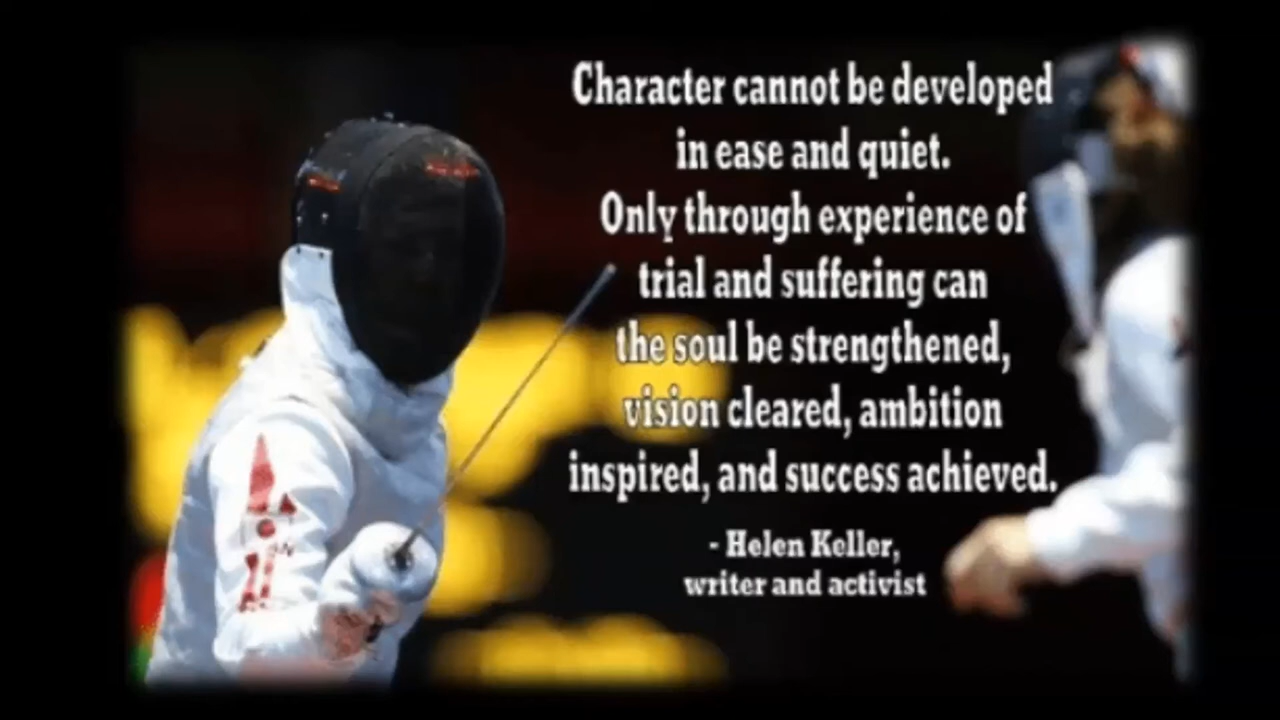 Character cannot be developed
in ease and quiet.
Only through experience of
trial and suffering can
the soul be strengthened,
vision cleared, ambition
inspired, and success achieved.
- Helen Keller,
writer and activist